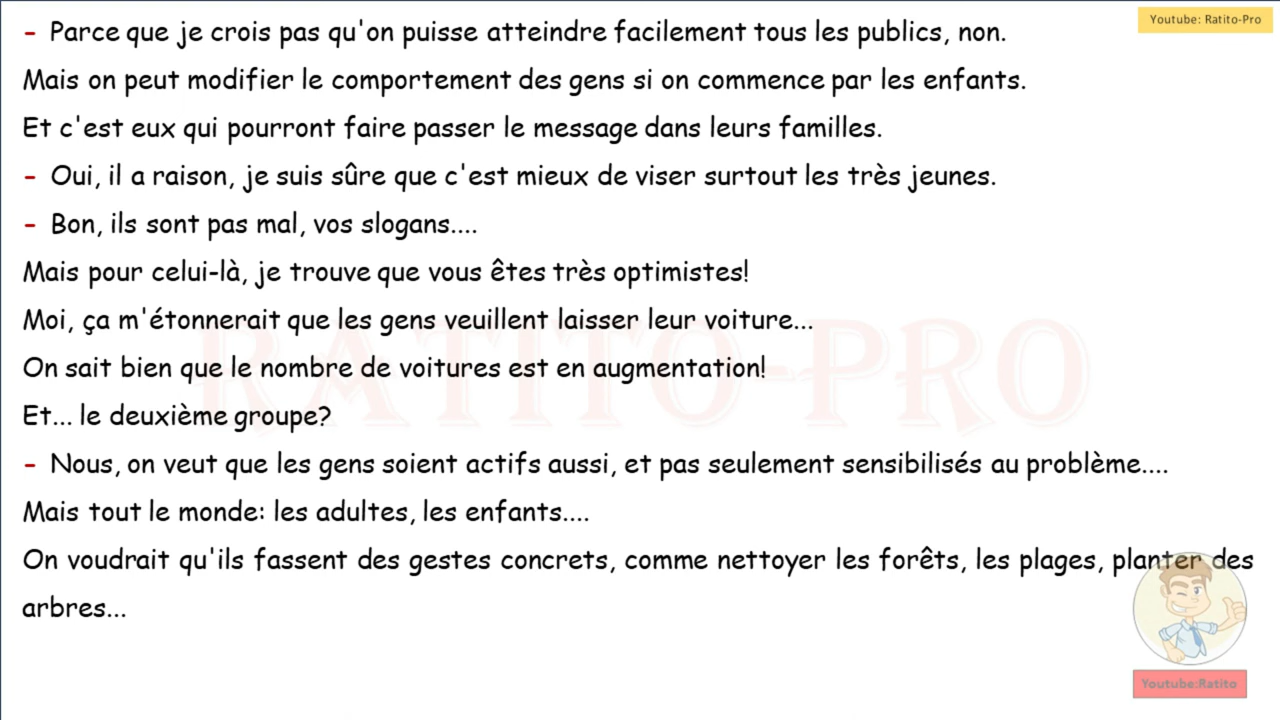 Youtube: Ratito-Pro
- Parce que je crois pas qu'on puisse atteindre facilement tous les publics, non.
Mais on peut modifier le comportement des gens si on commence par les enfants.
Et c'est eux qui pourront faire passer le message dans leurs familles.
- Oui, il a raison, je suis sûre que c'est mieux de viser surtout les très jeunes.
- Bon, ils sont pas mal, vos slogans....
Mais pour celui-là, je trouve que vous êtes très optimistes!
Moi, ça m'étonnerait que les gens veuillent laisser leur voiture...
On sait bien que le nombre de voitures est en augmentation!
RATITO-PRO
Et... le deuxième groupe?
- Nous, on veut que les gens soient actifs aussi, et pas seulement sensibilisés au problème....
Mais tout le monde: les adultes, les enfants....
On voudrait qu'ils fassent des gestes concrets, comme nettoyer les forêts, les plages, planter des
arbres...
Youtube:Ratito